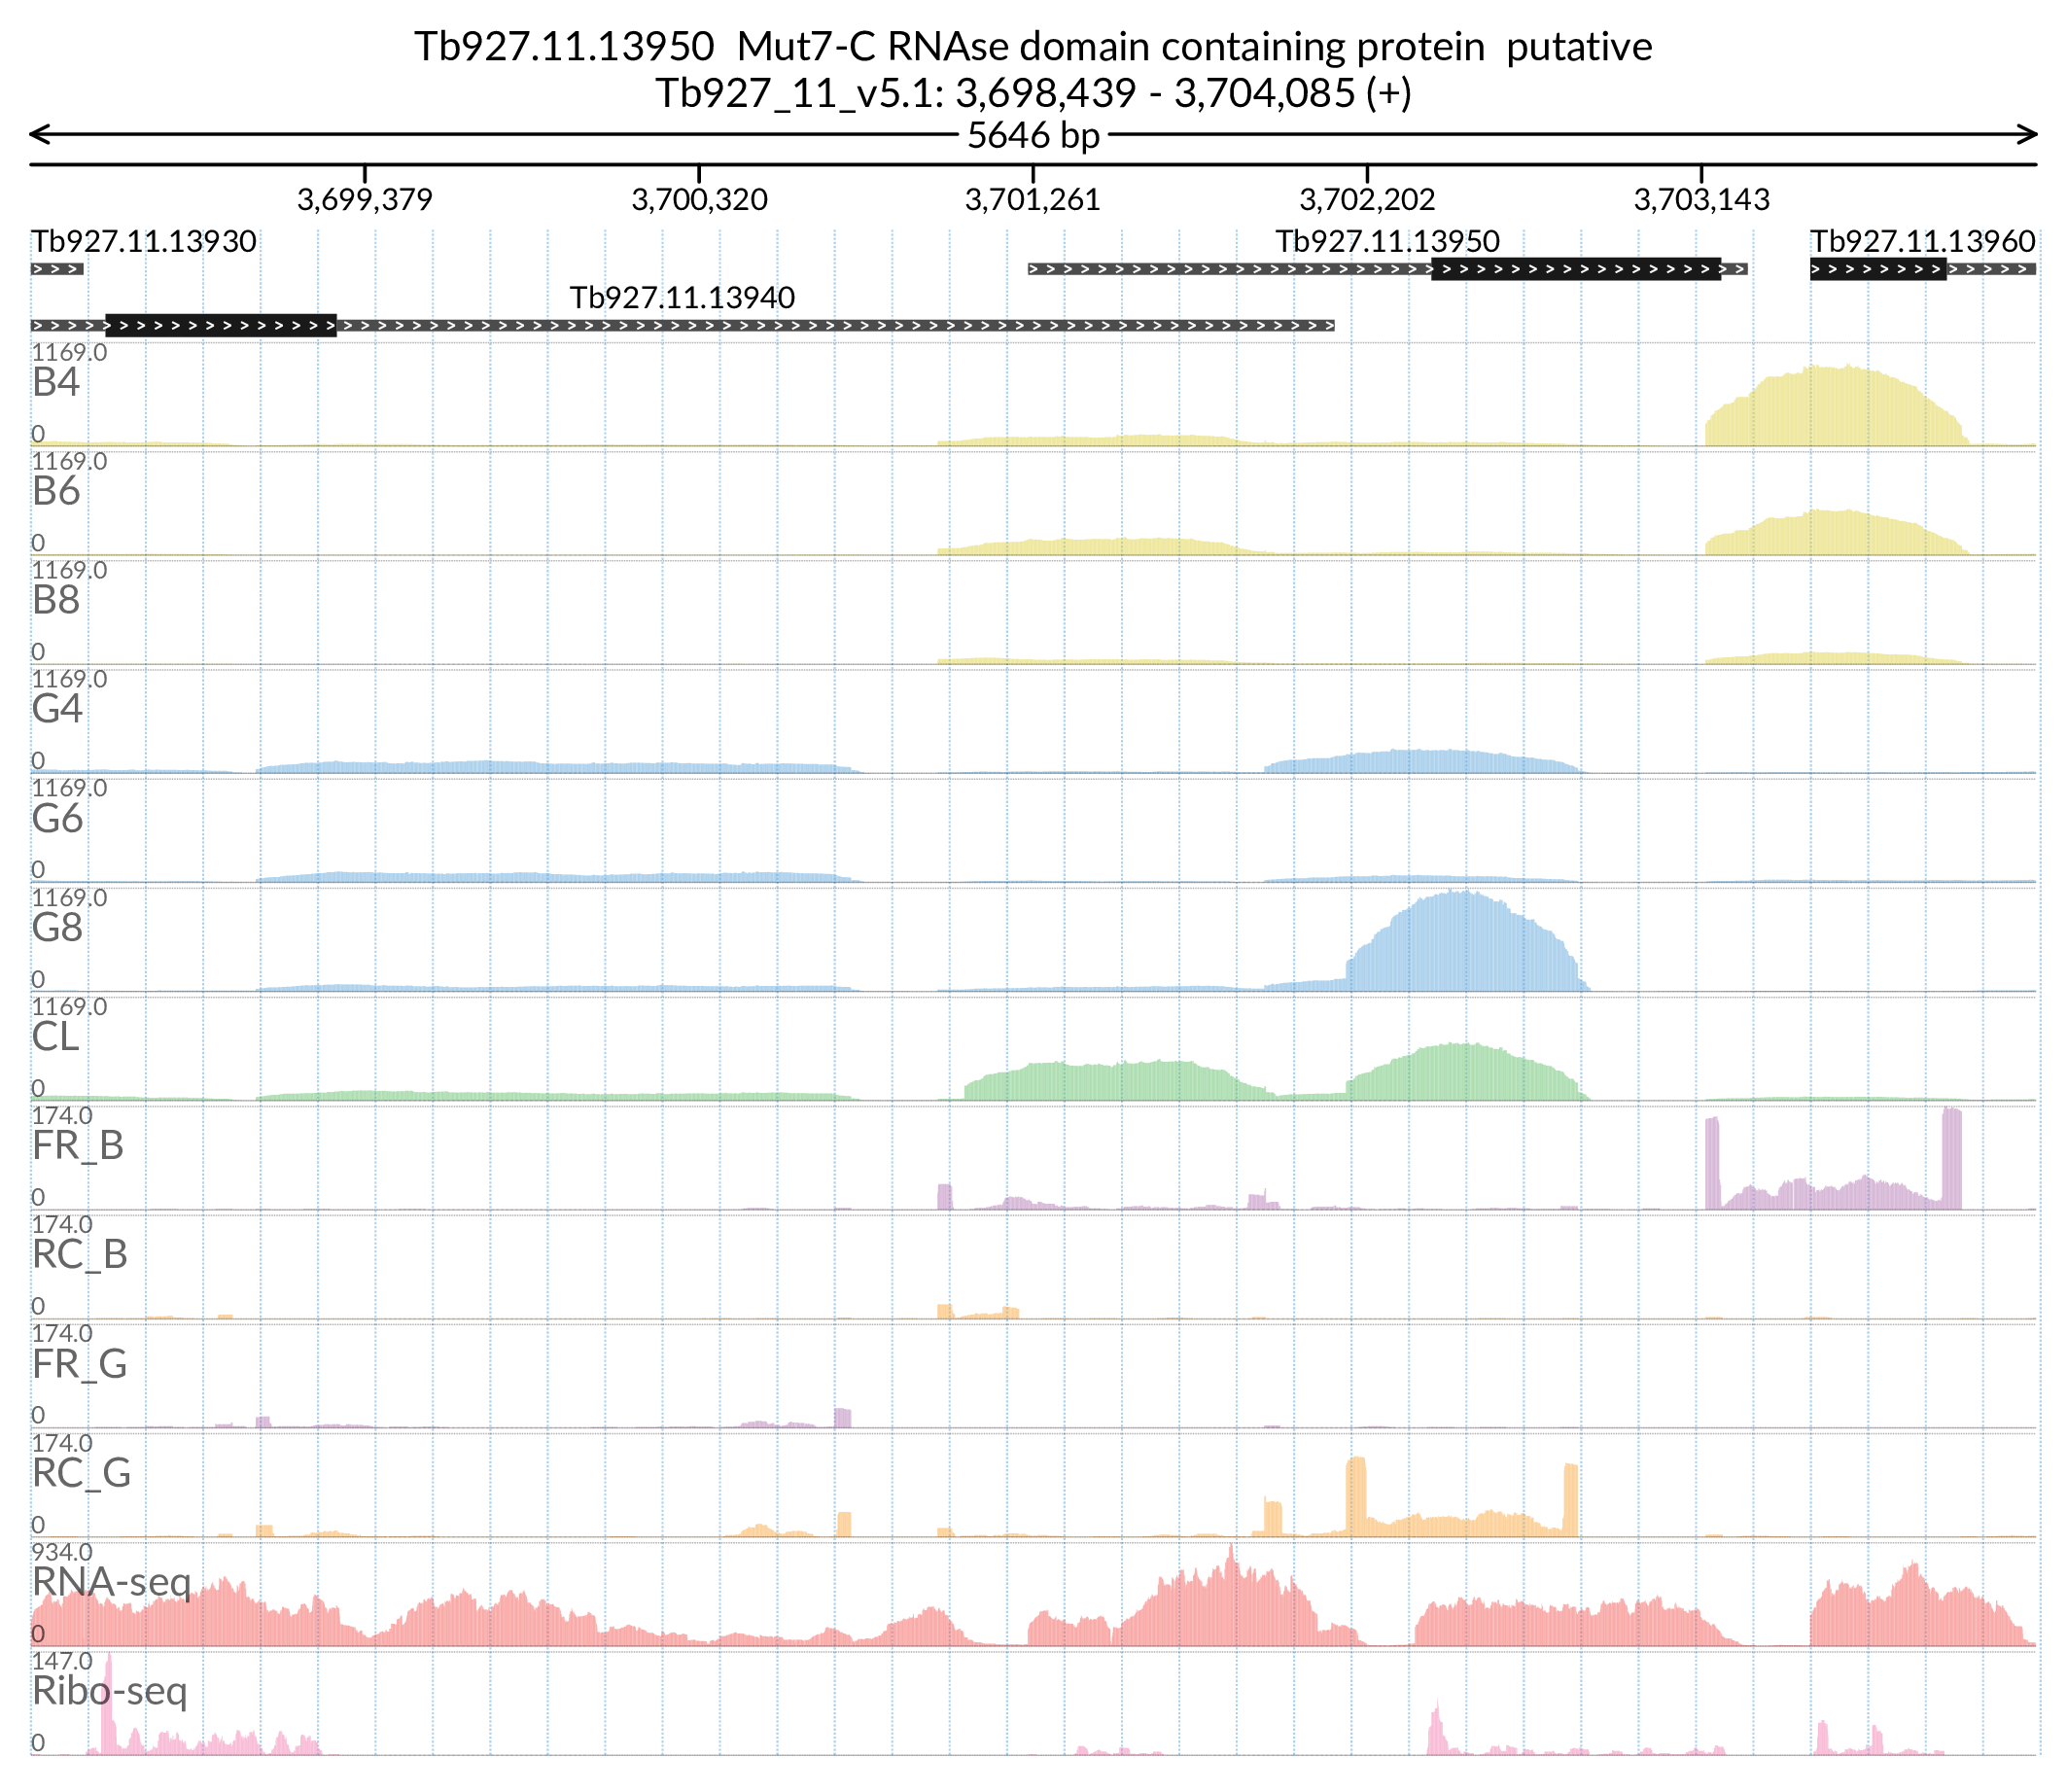 Tb927.11.13950  Mut7-C RNAse domain containing protein  putative
Tb927_11_v5.1: 3,698,439 - 3,704,085 (+)
5646 bp
3,699,379 3,700,320 3,701,261 3,702,202 3,703,143
Tb927.11.13930 Tb927.11.13950 Tb927.11.13960
Tb927.11.13940
1169.0
B4
0
1169.0
B6
0
1169.0
B8
0
1169.0
G4
0
1169.0
G6
0
1169.0
G8
0
1169.0
CL
0
174.0
FR_B
0
174.0
RC_B
0
174.0
FR_G
0
174.0
RC_G
0
934.0
RNA-seq
0
147.0
Ribo-seq
0